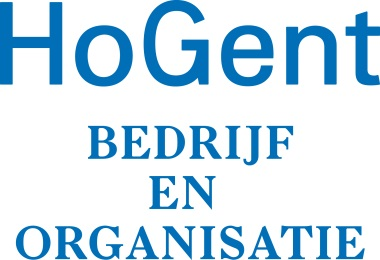 HoGent
BEDRIJF
EN
ORGANISATIE